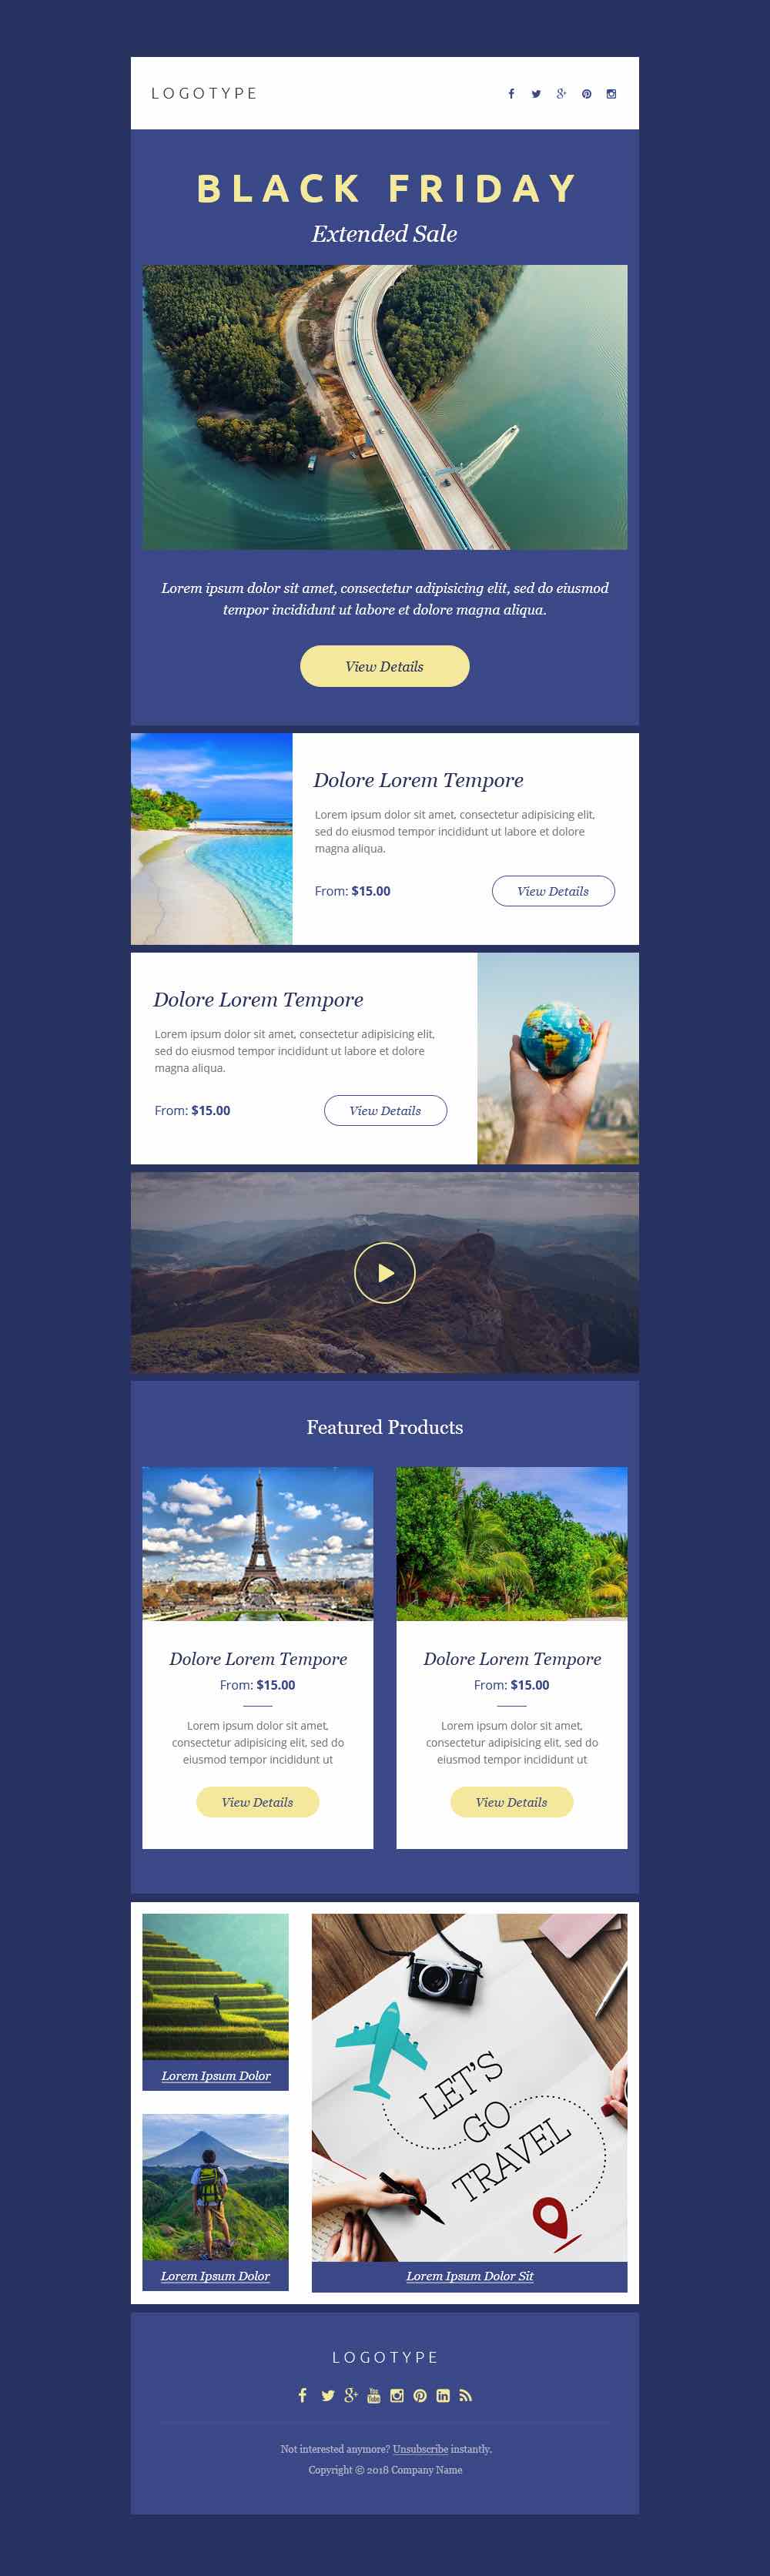 LOGOTYPE
BLACK FRIDAY
Extended Sale
Lorem ipsum dolor sit amet, consectetur adipisicing elit, sed do eiusmod
tempor incididunt ut labore et dolore magna aliqua.
View Details
Dolore Lorem Tempore
Lorem ipsum dolor sit amet, consectetur adipisicing elit,
sed do eiusmod tempor incididunt ut labore et dolore
magna aliqua.
From: $15.00
View Details
Dolore Lorem Tempore
Lorem ipsum dolor sit amet, consectetur adipisicing elit,
sed do eiusmod tempor incididunt ut labore et dolore
magna aliqua.
From: $15.00
View Details
Featured Products
Dolore Lorem Tempore
From: $15.00
Lorem ipsum dolor sit amet,
consectetur adipisicing elit, sed do
eiusmod tempor incididunt ut
View Details
Dolore Lorem Tempore
From: $15.00
Lorem ipsum dolor sit amet,
consectetur adipisicing elit, sed do
eiusmod tempor incididunt ut
View Details
Lorem Ipsum Dolor
Lorem Ipsum Dolor
LET'S
GO
TRAVEL
Lorem Ipsum Dolor Sit
LOGOTYPE
Not interested anymore? Unsubscribe instantly.
Copyright © 2018 Company Name